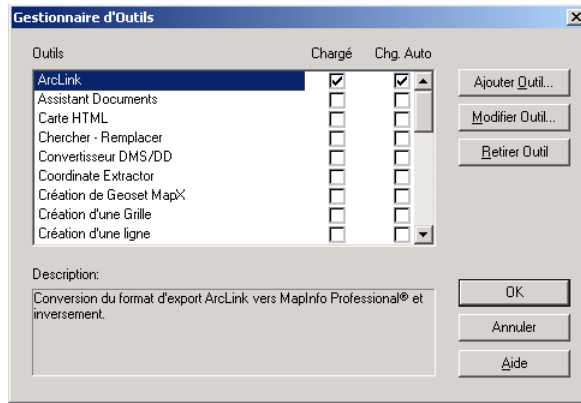 Gestionnaire d'Outils
Outils Chargé Chg. Auto
ArcLink
Assistant Documents
Carte HTML
Chercher - Remplacer
Convertisseur DMS/DD
Coordinate Extractor
Création de Geoset MapX
Création d'une Grille
Création d'une ligne
Ajouter Outil...
Modifier Outil...
Retirer Outil
Description:
Conversion du format d'export ArcLink vers MapInfo Professional® et
inversement.
OK
Annuler
Aide